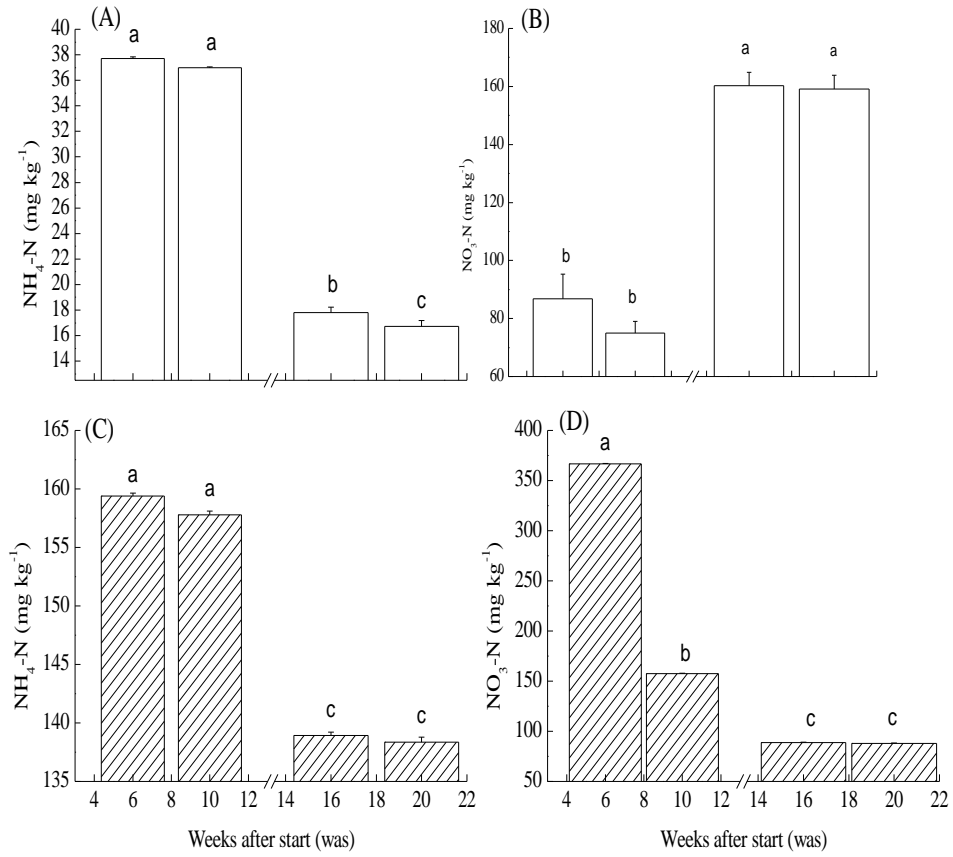 (A)
40
38
36
34
32
30
28
26
24
22
20
18
16
14
NH₄-N (mg kg⁻¹)
a
a
b
c
(B)
180
160
140
120
100
80
60
NO₃-N (mg kg⁻¹)
b
b
a
a
(C)
165
160
155
150
145
140
135
NH₄-N (mg kg⁻¹)
a
a
c
c
4 6 8 10 12 14 16 18 20 22
Weeks after start (was)
(D)
400
350
300
250
200
150
100
50
NO₃-N (mg kg⁻¹)
a
b
c
c
4 6 8 10 12 14 16 18 20 22
Weeks after start (was)